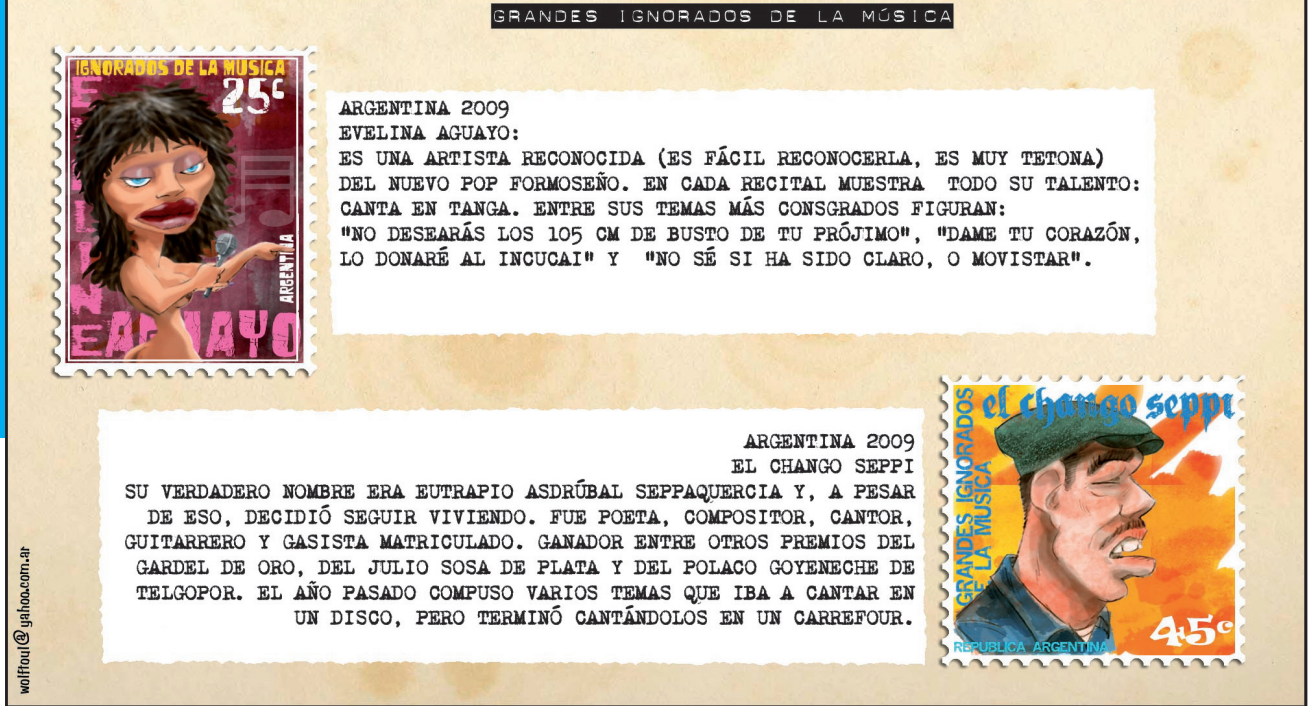 GRANDES IGNORADOS DE LA MÚSICA
IGNORADOS DE LA MUSICA
25c
ARGENTINA
AGUAYO
ARGENTINA 2009
EVELINA AGUAYO:
ES UNA ARTISTA RECONOCIDA (ES FÁCIL RECONOCERLA, ES MUY TETONA)
DEL NUEVO POP FORMOSEÑO. EN CADA RECITAL MUESTRA TODO SU TALENTO:
CANTA EN TANGA. ENTRE SUS TEMAS MÁS CONSGRADOS FIGURAN:
"NO DESEARÁS LOS 105 CM DE BUSTO DE TU PRÓJIMO", "DAME TU CORAZÓN,
LO DONARÉ AL INCUCAI" Y "NO SÉ SI HA SIDO CLARO, O MOVISTAR".
ARGENTINA 2009
EL CHANGO SEPPI
SU VERDADERO NOMBRE ERA EUTRAPIO ASDRÚBAL SEPPAQUERCIA Y, A PESAR
DE ESO, DECIDIÓ SEGUIR VIVIENDO. FUE POETA, COMPOSITOR, CANTOR,
GUITARRERO Y GASISTA MATRICULADO. GANADOR ENTRE OTROS PREMIOS DEL
GARDEL DE ORO, DEL JULIO SOSA DE PLATA Y DEL POLACO GOYENECHE DE
TELGOPOR. EL AÑO PASADO COMPUSO VARIOS TEMAS QUE IBA A CANTAR EN
UN DISCO, PERO TERMINÓ CANTÁNDOLOS EN UN CARREFOUR.
el chango seppi
GRANDES IGNORADOS
DE LA MUSICA
45c
REPUBLICA ARGENTINA
wolffoyt@yahoo.com.ar